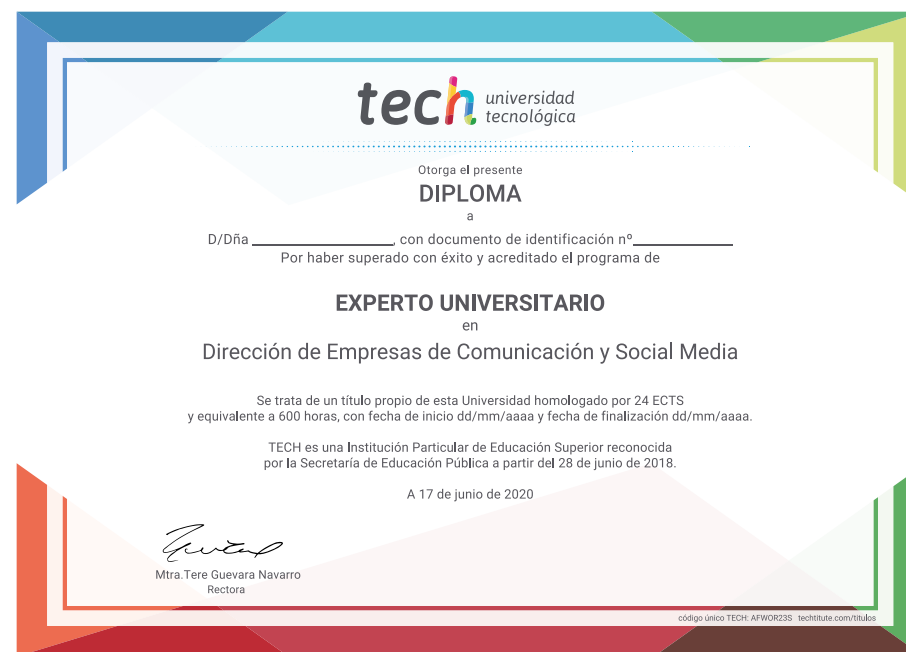 tech universidad
tecnológica
Otorga el presente
DIPLOMA
a
D/Dña ____________________, con documento de identificación nº______________
Por haber superado con éxito y acreditado el programa de
EXPERTO UNIVERSITARIO
en
Dirección de Empresas de Comunicación y Social Media
Se trata de un título propio de esta Universidad homologado por 24 ECTS
y equivalente a 600 horas, con fecha de inicio dd/mm/aaaa y fecha de finalización dd/mm/aaaa.
TECH es una Institución Particular de Educación Superior reconocida
por la Secretaría de Educación Pública a partir del 28 de junio de 2018.
A 17 de junio de 2020
Mtra.Tere Guevara Navarro
Rectora
código único TECH: AFWOR23S techtitute.com/titulos